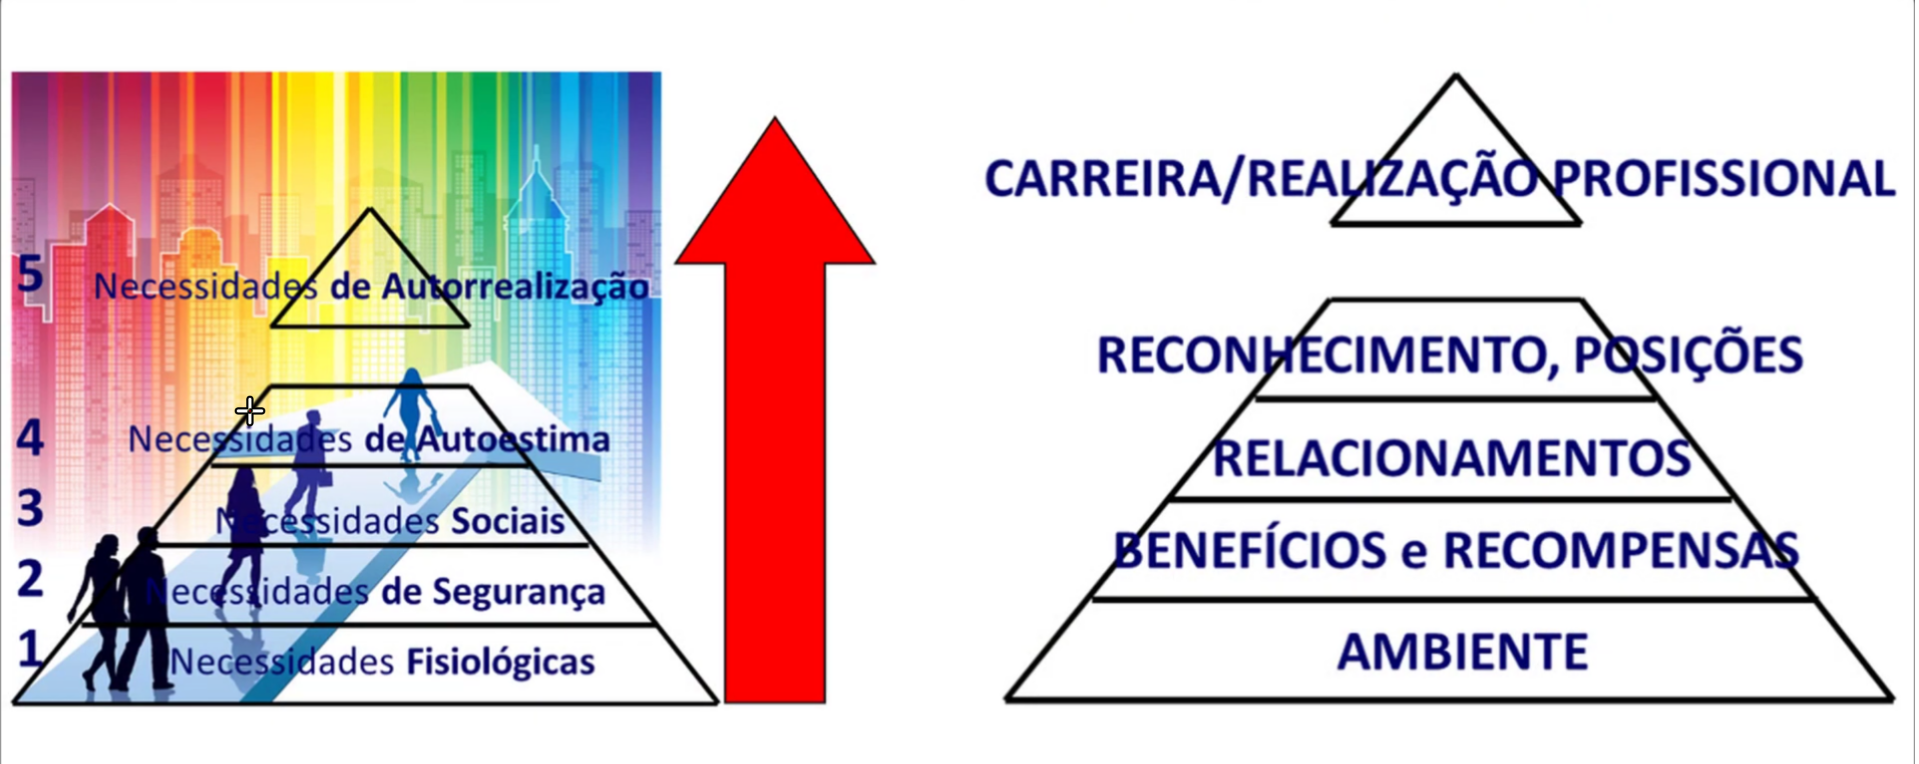 5 Necessidades de Autorrealização
4 Necessidades de Autoestima
3 Necessidades Sociais
2 Necessidades de Segurança
1 Necessidades Fisiológicas
CARREIRA/REALIZAÇÃO PROFISSIONAL
RECONHECIMENTO, POSIÇÕES
RELACIONAMENTOS
BENEFÍCIOS e RECOMPENSAS
AMBIENTE